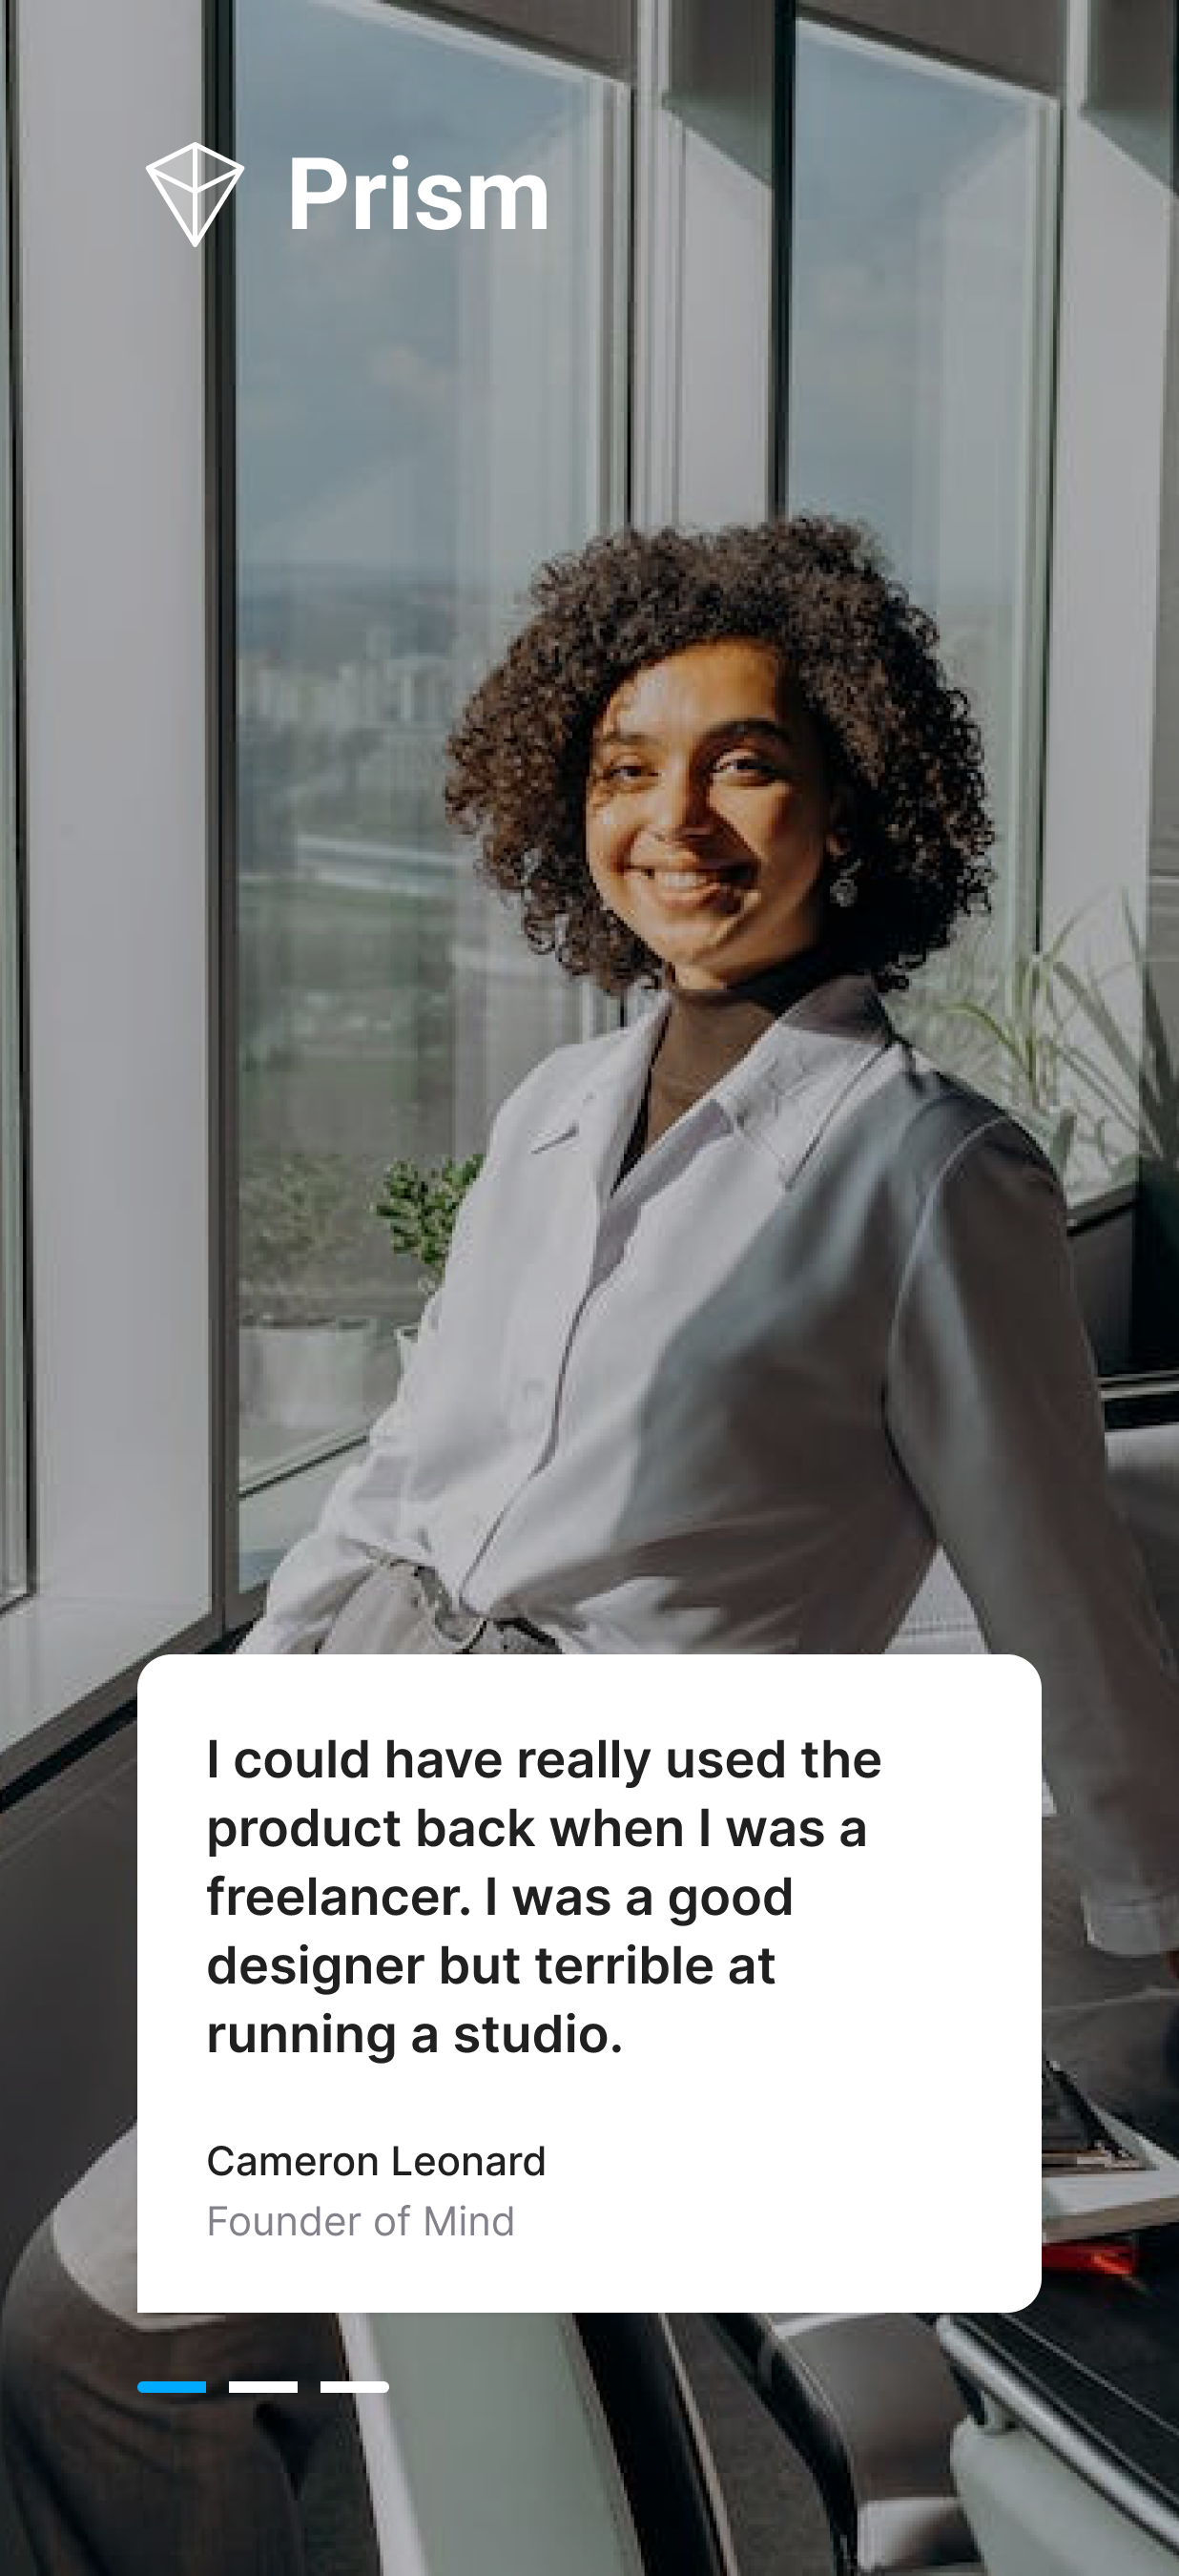 Prism
I could have really used the
product back when I was a
freelancer. I was a good
designer but terrible at
running a studio.
Cameron Leonard
Founder of Mind